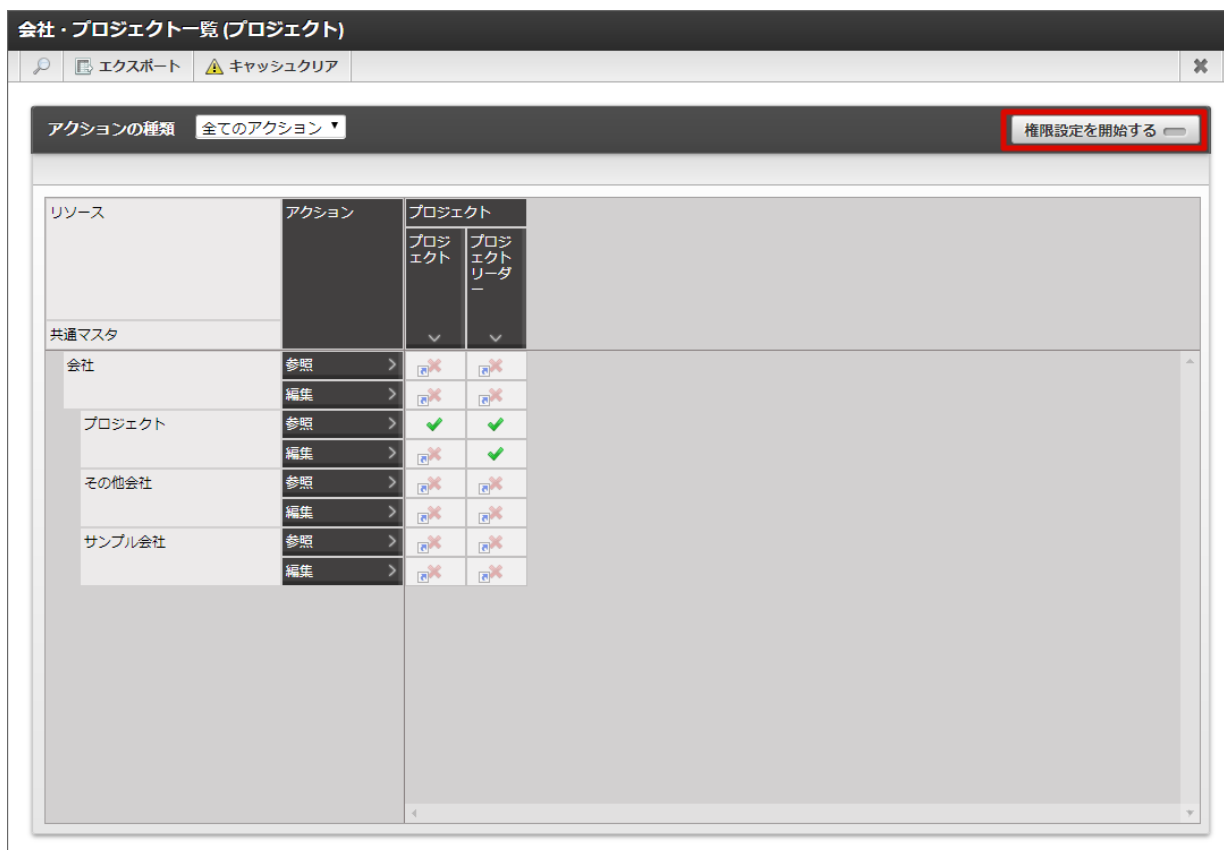 会社・プロジェクト一覧 (プロジェクト)
エクスポート
キャッシュクリア
アクションの種類
全てのアクション
権限設定を開始する
リソース
アクション
プロジェクト
プロジ
ェクト
プロジ
ェクト
リーダ
ー
共通マスタ
会社
参照
編集
プロジェクト
参照
編集
その他会社
参照
編集
サンプル会社
参照
編集